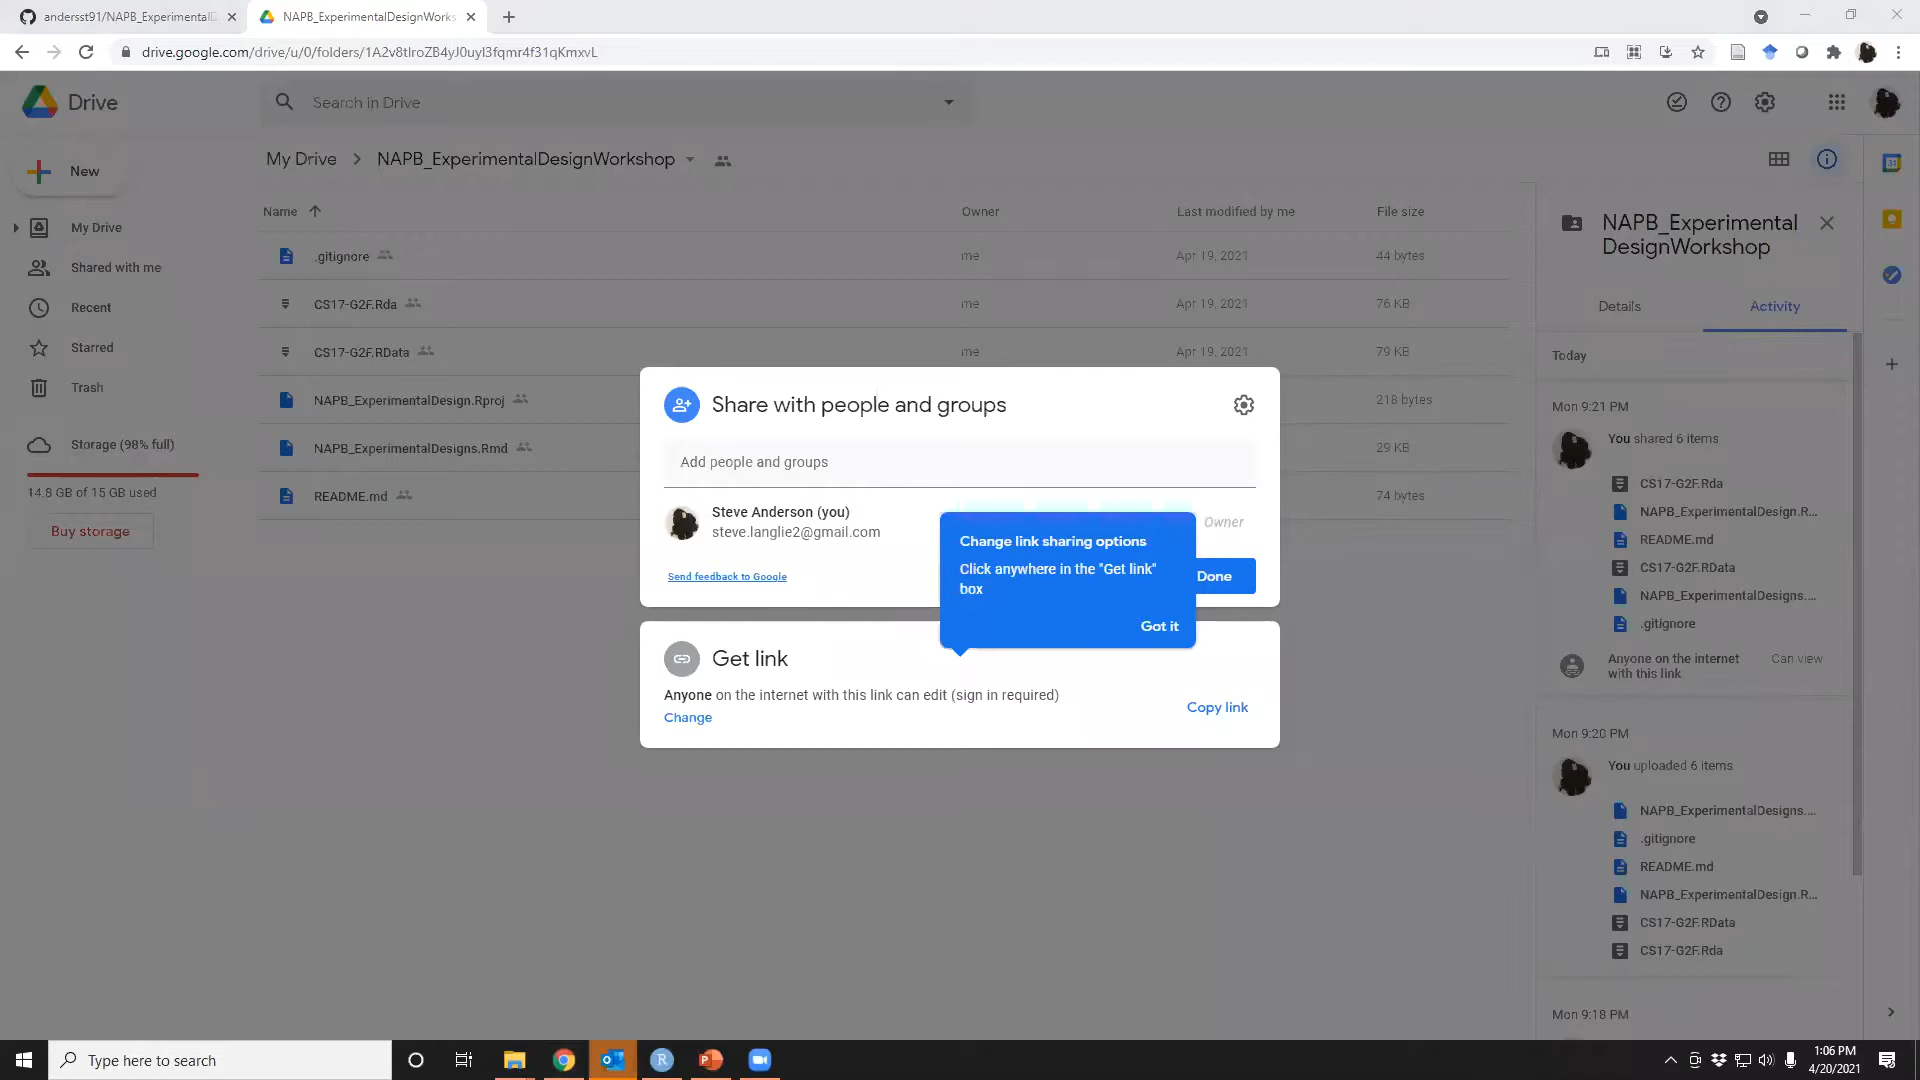 andersst91/NAPB_ExperimentalD
NAPB_ExperimentalDesignWorks
drive.google.com/drive/u/0/folders/1A2v8tIroZB4yJ0uyI3fqmr4f31qKmxvL
Drive
Search in Drive
New
My Drive
NAPB_ExperimentalDesignWorkshop
My Drive
Shared with me
Recent
Starred
Trash
Storage (98% full)
14.8 GB of 15 GB used
Buy storage
Name
Owner
Last modified by me
File size
.gitignore
me
Apr 19, 2021
44 bytes
CS17-G2F.Rda
me
Apr 19, 2021
76 KB
CS17-G2F.RData
me
Apr 19, 2021
79 KB
NAPB_ExperimentalDesign.Rproj
218 bytes
NAPB_ExperimentalDesigns.Rmd
29 KB
README.md
74 bytes
Share with people and groups
Add people and groups
Steve Anderson (you)
steve.langlie2@gmail.com
Owner
Send feedback to Google
Done
Change link sharing options
Click anywhere in the "Get link"
box
Got it
Get link
Anyone on the internet with this link can edit (sign in required)
Change
Copy link
NAPB_Experimental
DesignWorkshop
Details
Activity
Today
Mon 9:21 PM
You shared 6 items
CS17-G2F.Rda
NAPB_ExperimentalDesign.R...
README.md
CS17-G2F.RData
NAPB_ExperimentalDesigns....
.gitignore
Anyone on the internet
with this link
Can view
Mon 9:20 PM
You uploaded 6 items
NAPB_ExperimentalDesigns....
.gitignore
README.md
NAPB_ExperimentalDesign.R...
CS17-G2F.RData
CS17-G2F.Rda
Mon 9:18 PM
31
Type here to search
R
P
1:06 PM
4/20/2021